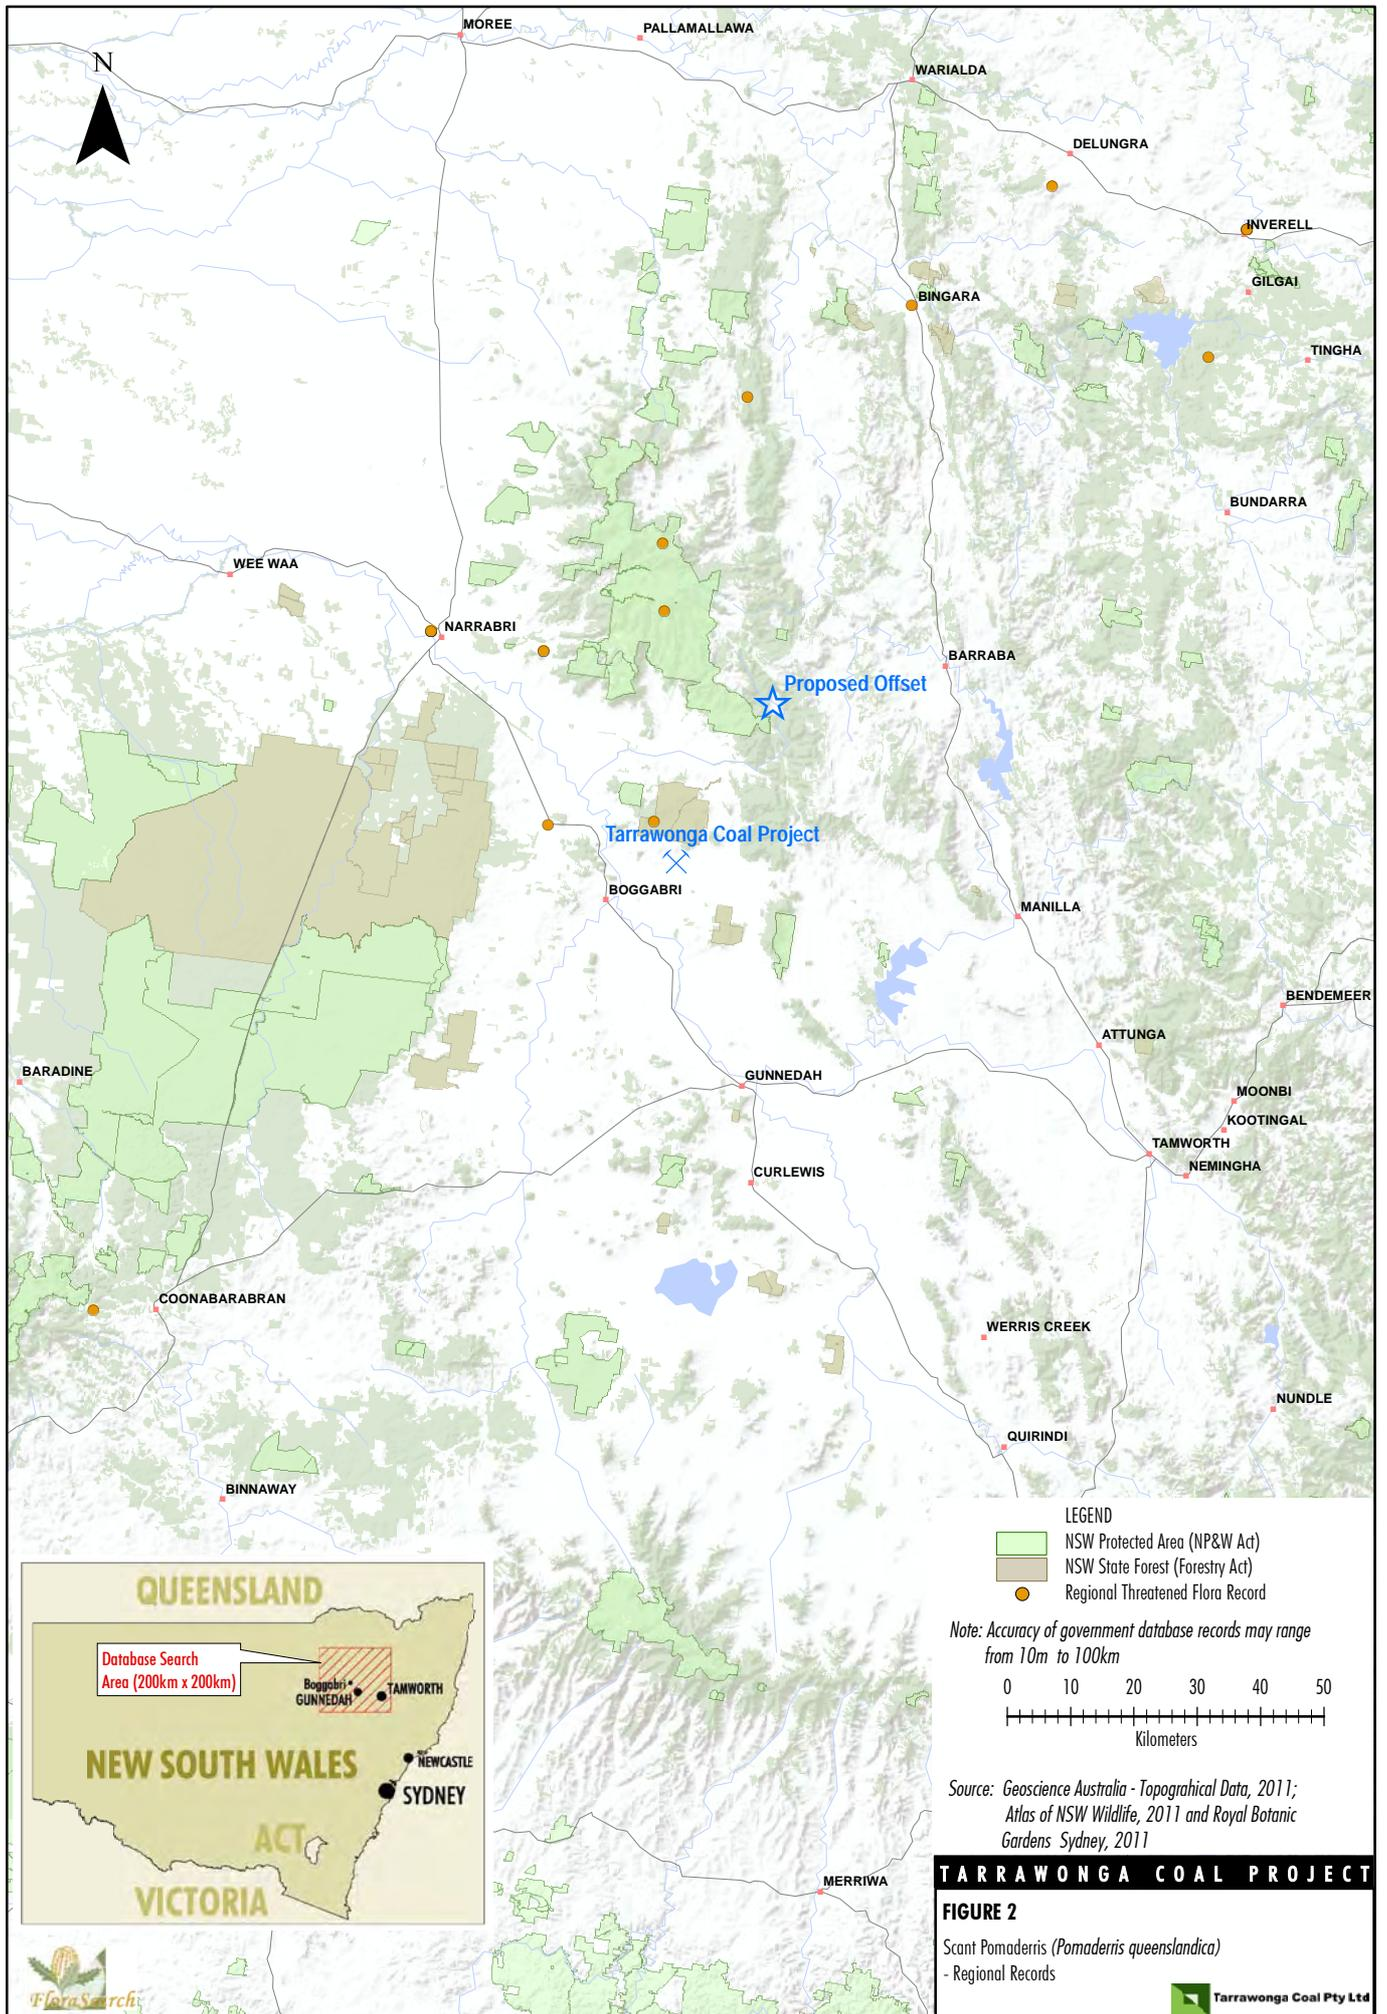 MOREE
PALLAMALLAWA
N
WARIALDA
DELUNGRA
INVERELL
GILGAI
BINGARA
TINGHA
BUNDARRA
WEE WAA
NARRABRI
BARRABA
Proposed Offset
Tarrawonga Coal Project
BOGGABRI
MANILLA
BENDEMEER
ATTUNGA
BARADINE
GUNNEDAH
MOONBI
KOOTINGAL
TAMWORTH
NEMINGHA
CURLEWIS
COONABARABRAN
WERRIS CREEK
NUNDLE
QUIRINDI
BINNAWAY
MERRIWA
LEGEND
NSW Protected Area (NP&W Act)
NSW State Forest (Forestry Act)
Regional Threatened Flora Record
Note: Accuracy of government database records may range
from 10m to 100km
0 10 20 30 40 50
Kilometers
Source: Geoscience Australia - Topograhical Data, 2011;
Atlas of NSW Wildlife, 2011 and Royal Botanic
Gardens Sydney, 2011
QUEENSLAND
Database Search
Area (200km x 200km)
Boggabri
GUNNEDAH
TAMWORTH
NEW SOUTH WALES
NEWCASTLE
SYDNEY
ACT
VICTORIA
FloraSearch
TARRAWONGA COAL PROJECT
FIGURE 2
Scant Pomaderris (Pomaderris queenslandica)
- Regional Records
Tarrawonga Coal Pty Ltd